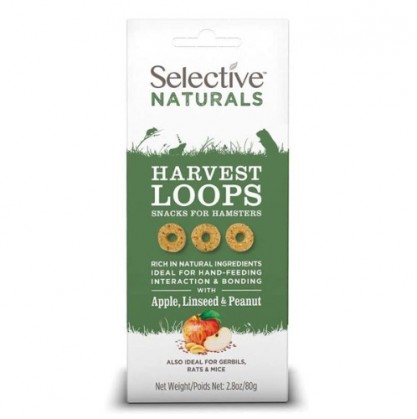 Selective™
NATURALS
HARVEST
LOOPS
SNACKS FOR HAMSTERS
RICH IN NATURAL INGREDIENTS
IDEAL FOR HAND-FEEDING
INTERACTION & BONDING
WITH
Apple, Linseed & Peanut
ALSO IDEAL FOR GERBILS,
RATS & MICE
Net Weight/Poids Net: 2.8oz/80g